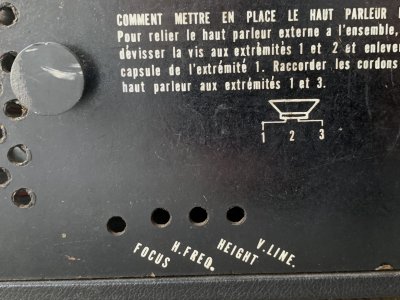 COMMENT METTRE EN PLACE LE HAUT PARLEUR
Pour relier le haut parleur externe a l'ensemble,
dévisser la vis aux extrémités 1 et 2 et enlever
capsule de l'extrémité 1. Raccorder les cordons
haut parleur aux extrémités 1 et 3.
1 2 3
FOCUS H.FREQ. HEIGHT V.LINE.